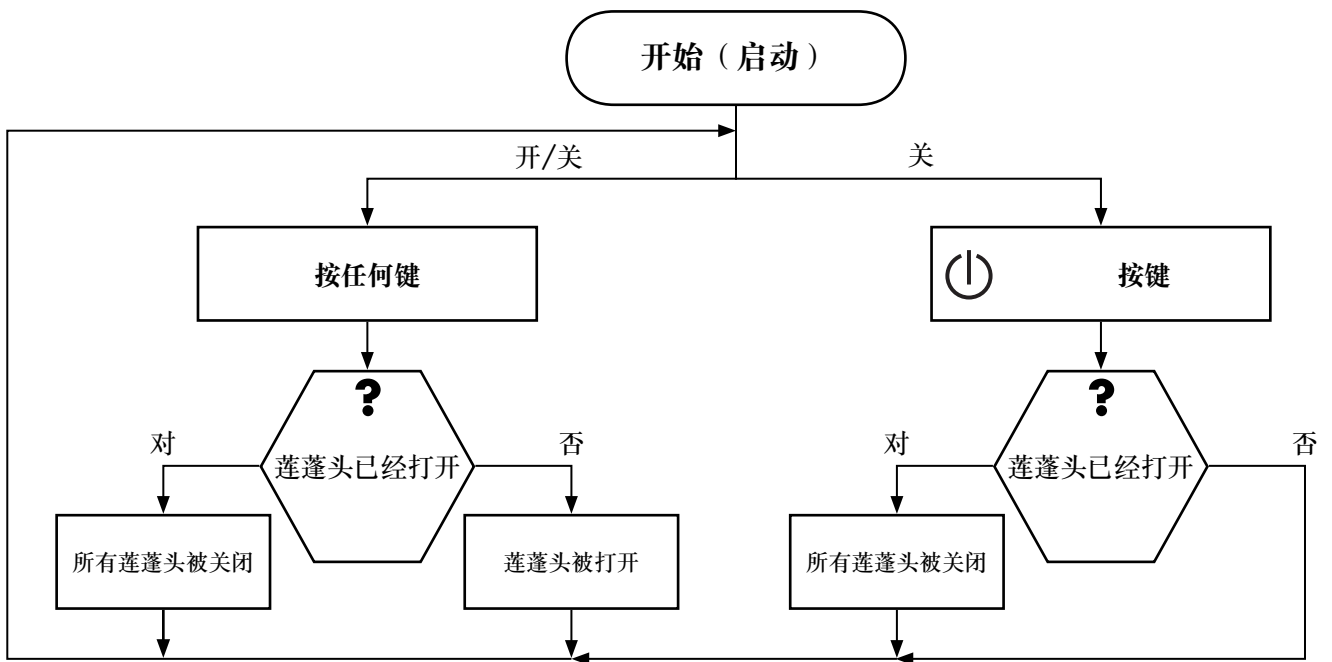 开始（启动）
开/关
关
按任何键
按键
?
?
对
莲蓬头已经打开
否
对
莲蓬头已经打开
否
所有莲蓬头被关闭
莲蓬头被打开
所有莲蓬头被关闭